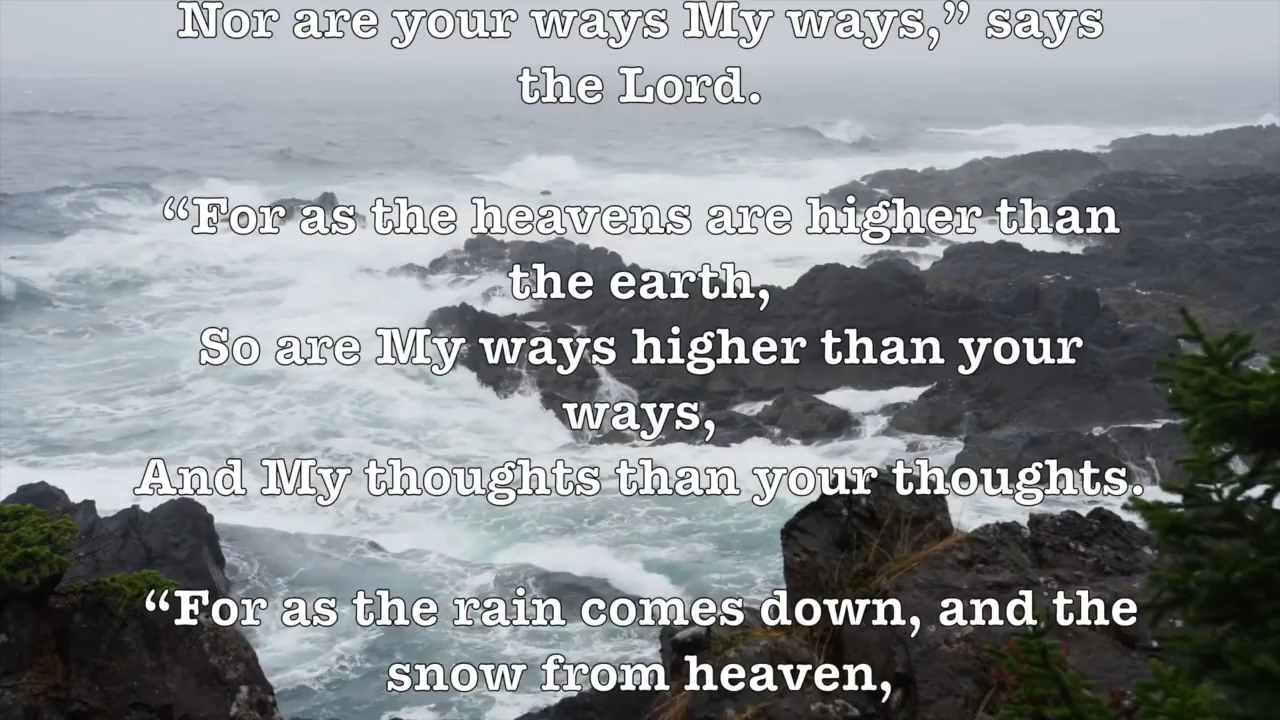 Nor are your ways My ways,” says
the Lord.
“For as the heavens are higher than
the earth,
So are My ways higher than your
ways,
And My thoughts than your thoughts.
“For as the rain comes down, and the
snow from heaven,